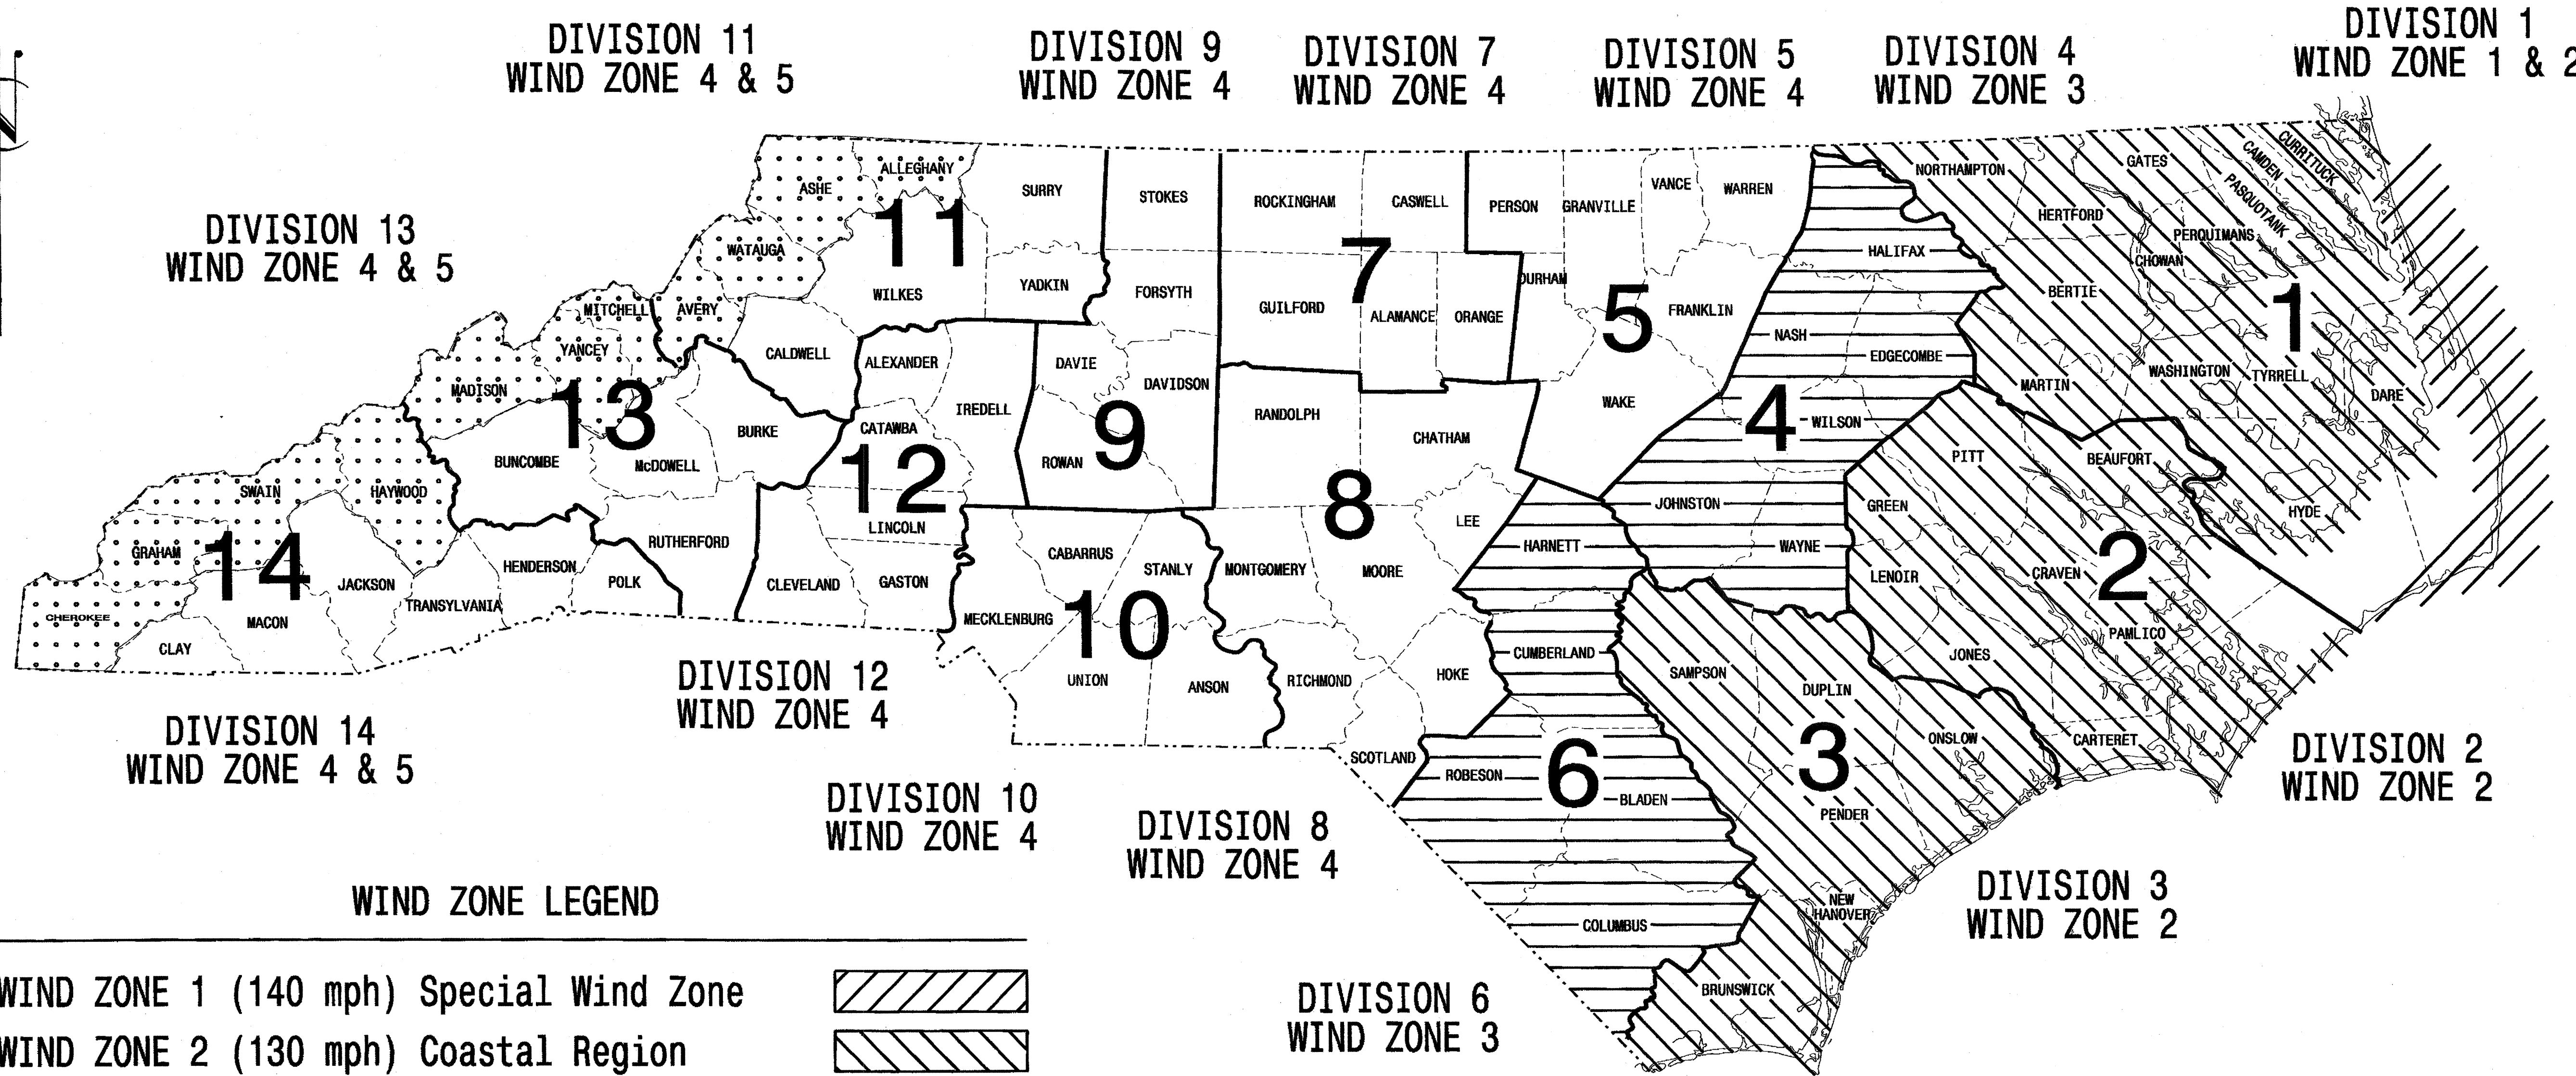 DIVISION 11
WIND ZONE 4 & 5
DIVISION 9
WIND ZONE 4
DIVISION 7
WIND ZONE 4
DIVISION 5
WIND ZONE 4
DIVISION 4
WIND ZONE 3
DIVISION 1
WIND ZONE 1 & 2
DIVISION 13
WIND ZONE 4 & 5
N
ASHE
ALLEGHANY
SURRY
STOKES
ROCKINGHAM
CASWELL
PERSON
GRANVILLE
VANCE
WARREN
NORTHAMPTON
GATES
CAMDEN
CURRITUCK
PASQUOTANK
HERTFORD
PERQUIMANS
CHOWAN
HALIFAX
BERTIE
WATAUGA
11
WILKES
YADKIN
FORSYTH
7
GUILFORD
ALAMANCE
ORANGE
DURHAM
5
FRANKLIN
NASH
EDGECOMBE
1
MARTIN
WASHINGTON
TYRRELL
DARE
MITCHELL
AVERY
YANCEY
CALDWELL
ALEXANDER
DAVIE
DAVIDSON
MADISON
13
IREDELL
RANDOLPH
CHATHAM
WAKE
4
WILSON
BURKE
CATAWBA
9
ROWAN
PITT
BEAUFORT
BUNCOMBE
McDOWELL
12
LINCOLN
8
LEE
JOHNSTON
GREEN
HYDE
SWAIN
HAYWOOD
HARNETT
WAYNE
RUTHERFORD
CABARRUS
STANLY
MONTGOMERY
MOORE
LENOIR
CRAVEN
2
GRAHAM
14
JACKSON
HENDERSON
POLK
CLEVELAND
GASTON
TRANSYLVANIA
MECKLENBURG
10
CHEROKEE
MACON
CLAY
PAMLICO
CUMBERLAND
JONES
SAMPSON
DUPLIN
HOKE
UNION
ANSON
RICHMOND
SCOTLAND
ROBESON
6
BLADEN
3
ONSLOW
CARTERET
PENDER
NEW
HANOVER
COLUMBUS
BRUNSWICK
DIVISION 12
WIND ZONE 4
DIVISION 14
WIND ZONE 4 & 5
DIVISION 2
WIND ZONE 2
DIVISION 10
WIND ZONE 4
DIVISION 8
WIND ZONE 4
DIVISION 3
WIND ZONE 2
DIVISION 6
WIND ZONE 3
WIND ZONE LEGEND
WIND ZONE 1 (140 mph) Special Wind Zone
WIND ZONE 2 (130 mph) Coastal Region